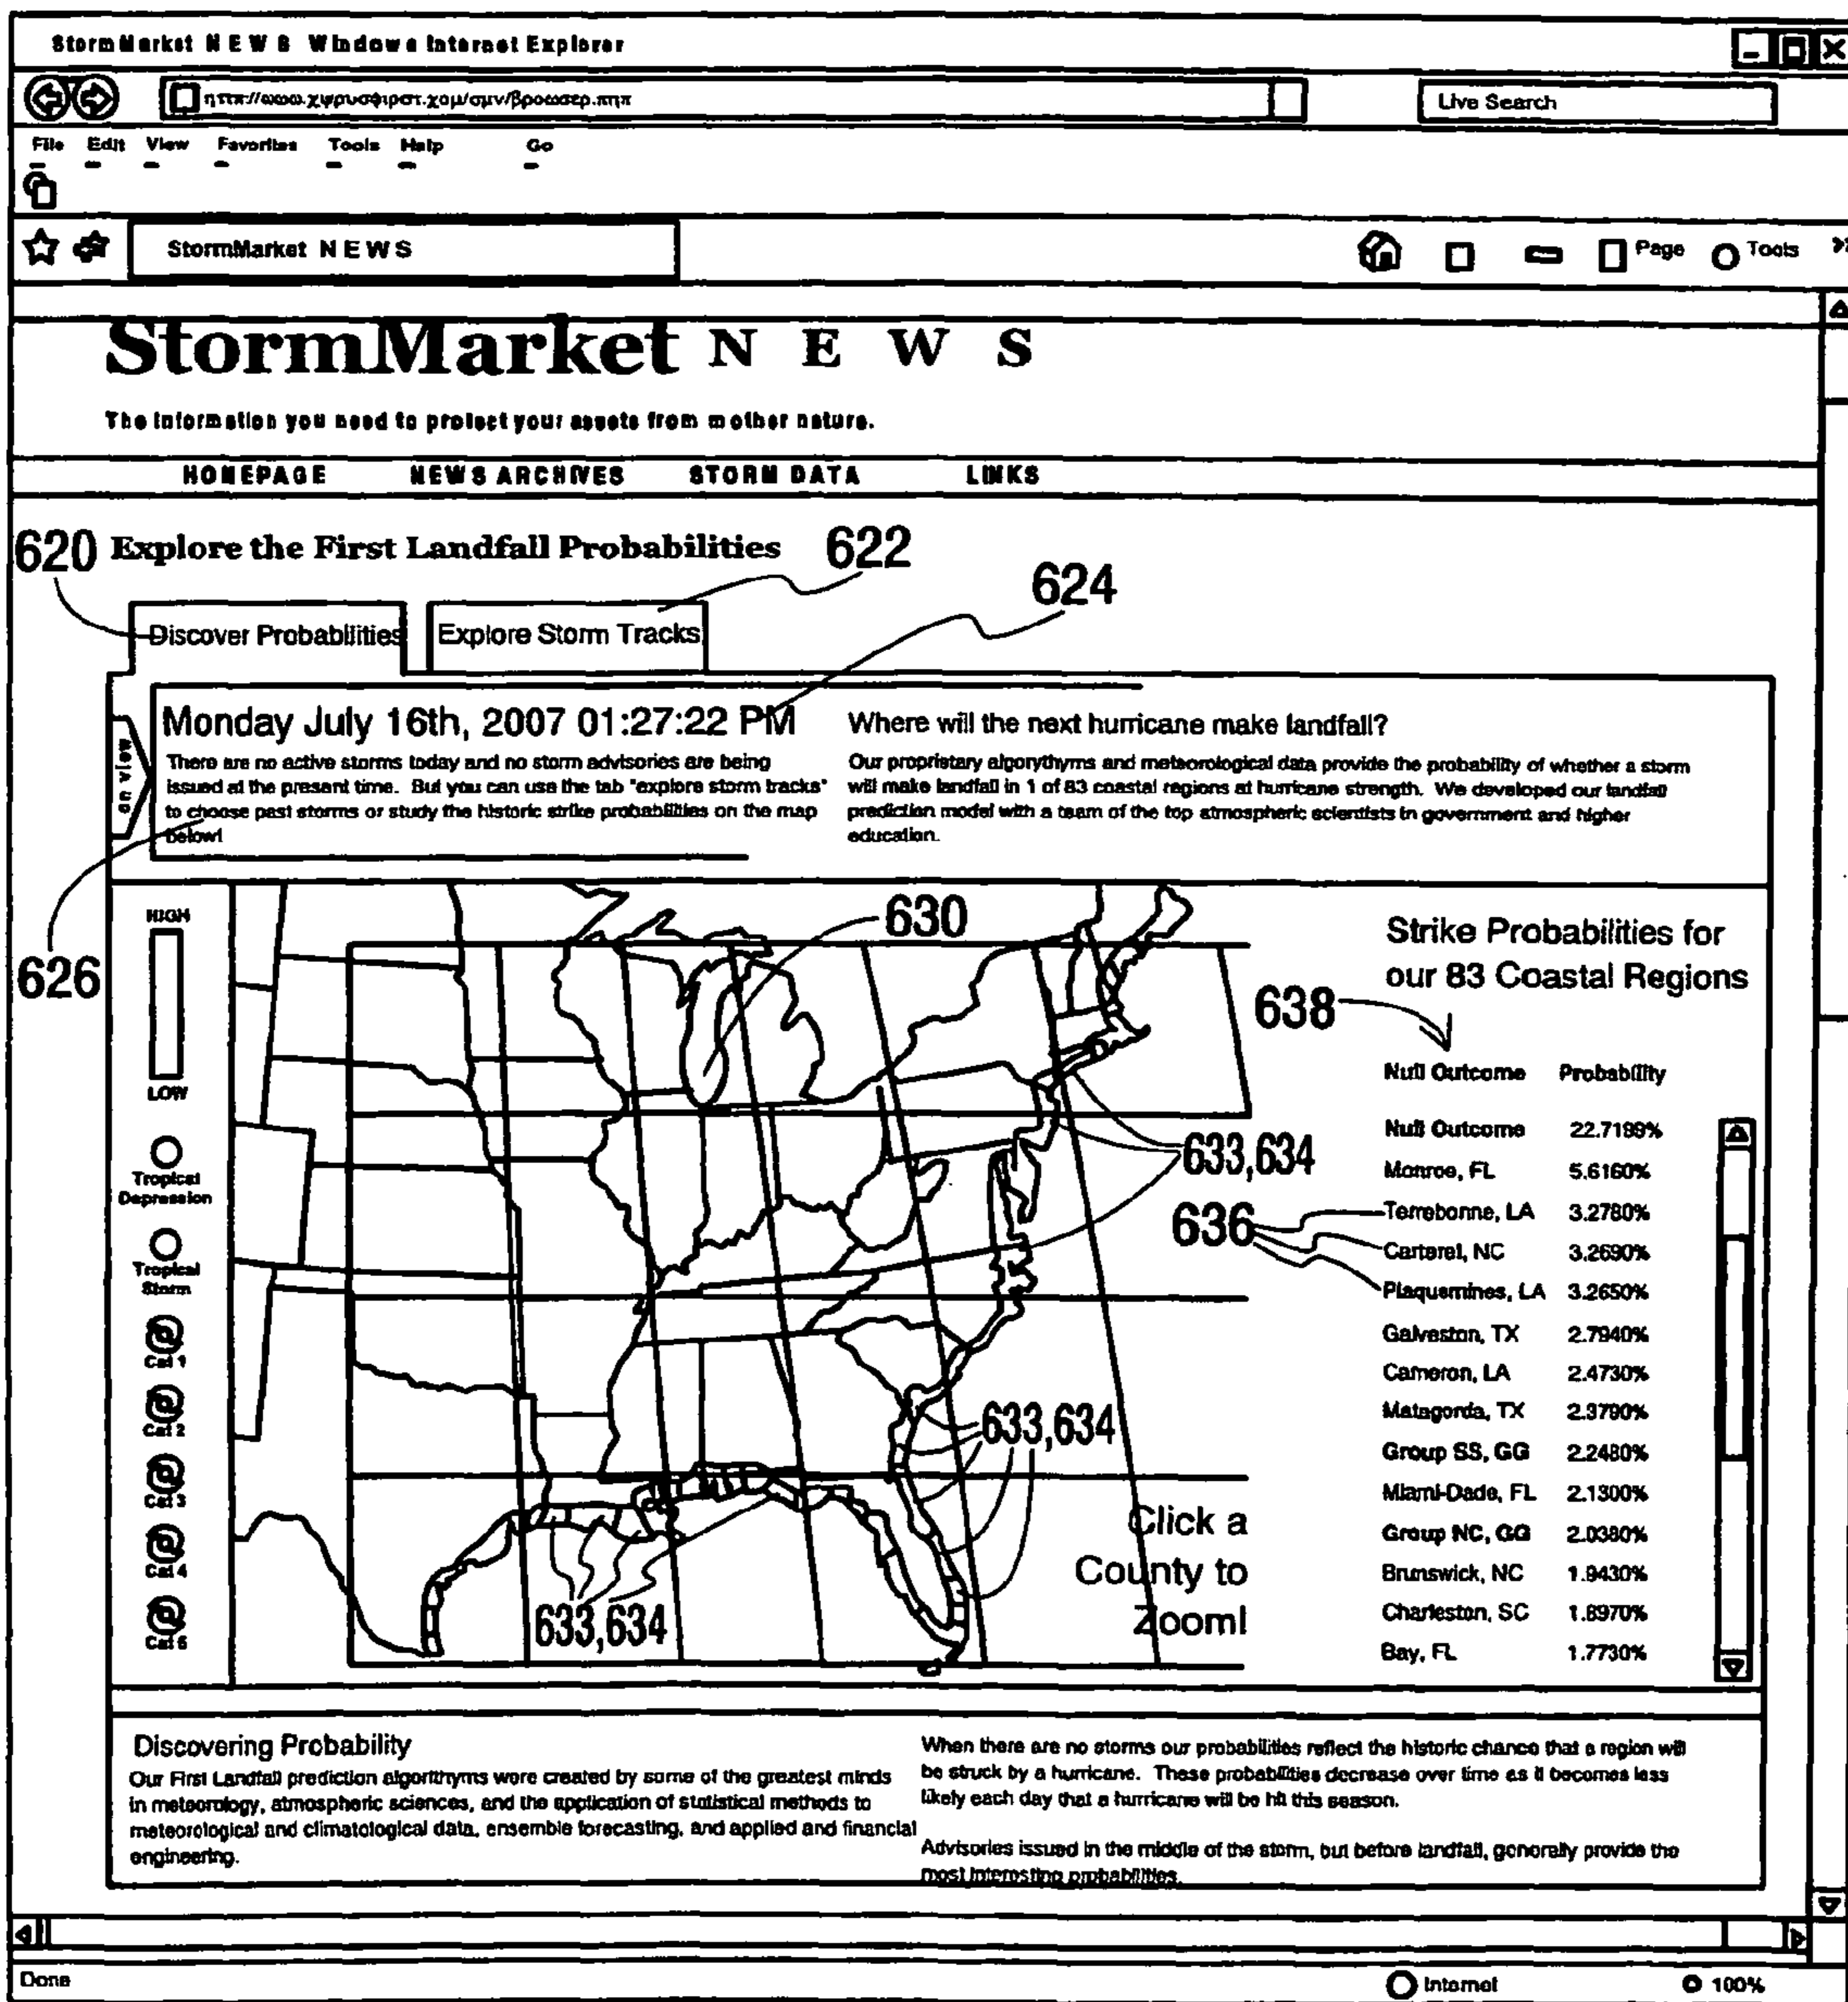 StormMarket N E W S Windows Internet Explorer
ηττπ://ωωω.χψρυσφιρστ.χομ/σμν/βροωσερ.πηπ
Live Search
File Edit View Favorites Tools Help Go
StormMarket N E W S
Page Tools
StormMarket N E W S
The information you need to protect your assets from mother nature.
HOMEPAGE NEWS ARCHIVES STORM DATA LINKS
620 Explore the First Landfall Probabilities 622
624
Discover Probabilities Explore Storm Tracks
Monday July 16th, 2007 01:27:22 PM
There are no active storms today and no storm advisories are being
issued at the present time. But you can use the tab "explore storm tracks"
to choose past storms or study the historic strike probabilities on the map
below!
Where will the next hurricane make landfall?
Our proprietary algorythyms and meteorological data provide the probability of whether a storm
will make landfall in 1 of 83 coastal regions at hurricane strength. We developed our landfall
prediction model with a team of the top atmospheric scientists in government and higher
education.
626
HIGH
LOW
Tropical
Depression
Tropical
Storm
Cat 1
Cat 2
Cat 3
Cat 4
Cat 5
630
638
633,634
636
633,634
633,634
Click a
County to
Zoom!
Strike Probabilities for
our 83 Coastal Regions
Null Outcome Probability
Null Outcome 22.7199%
Monroe, FL 5.6160%
Terrebonne, LA 3.2780%
Carteret, NC 3.2690%
Plaquemines, LA 3.2650%
Galveston, TX 2.7940%
Cameron, LA 2.4730%
Matagorda, TX 2.3790%
Group SS, GG 2.2480%
Miami-Dade, FL 2.1300%
Group NC, GG 2.0380%
Brunswick, NC 1.9430%
Charleston, SC 1.8970%
Bay, FL 1.7730%
Discovering Probability
Our First Landfall prediction algortthyms were created by some of the greatest minds
in meteorology, atmospheric sciences, and the application of statistical methods to
meteorological and climatological data, ensemble forecasting, and applied and financial
engineering.
When there are no storms our probabilities reflect the historic chance that a region will
be struck by a hurricane. These probabilities decrease over time as it becomes less
likely each day that a hurricane will be hit this season.
Advisories issued in the middle of the storm, but before landfall, generally provide the
most interesting probabilities.
Done Internet 100%